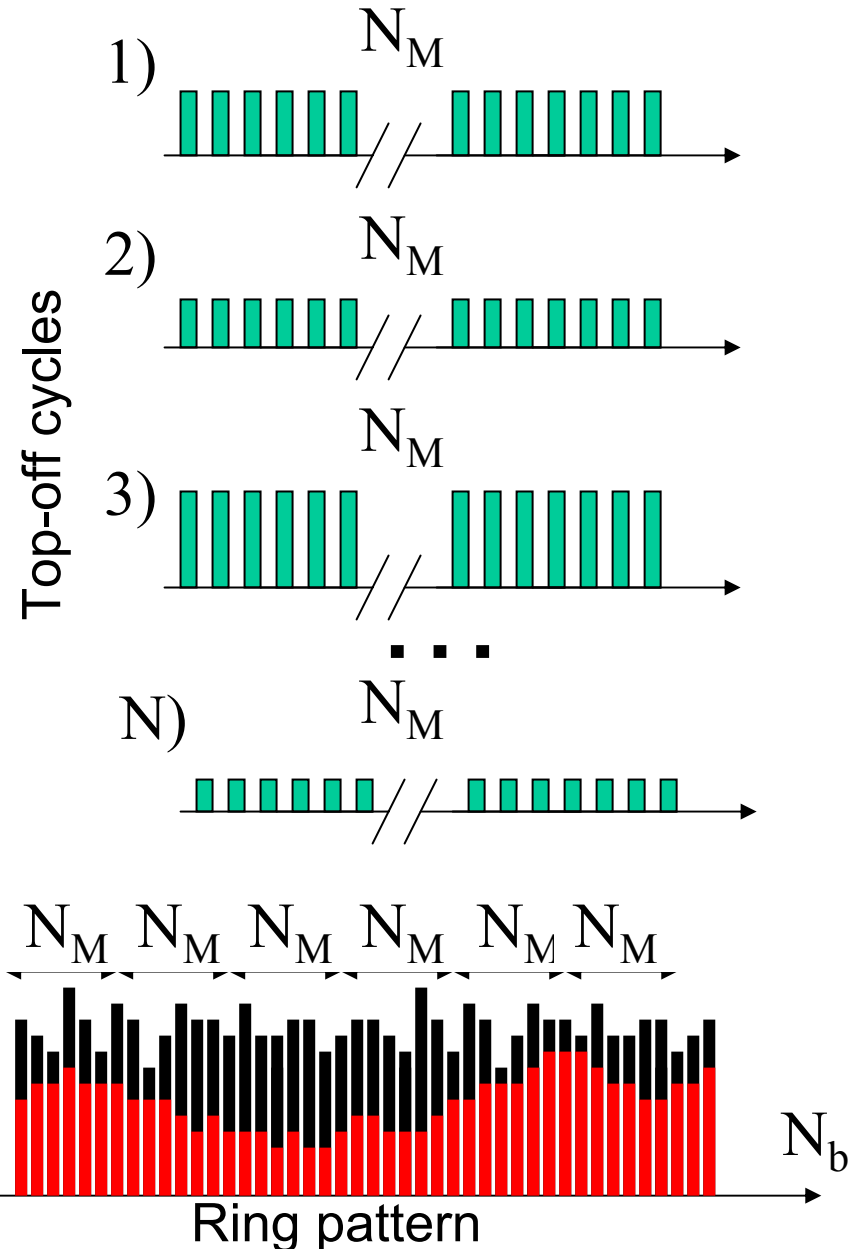 N_M
1)
N_M
2)
N_M
3)
Top-off cycles
. . .
N_M
N)
N_M N_M N_M N_M N_M N_M
N_b
Ring pattern